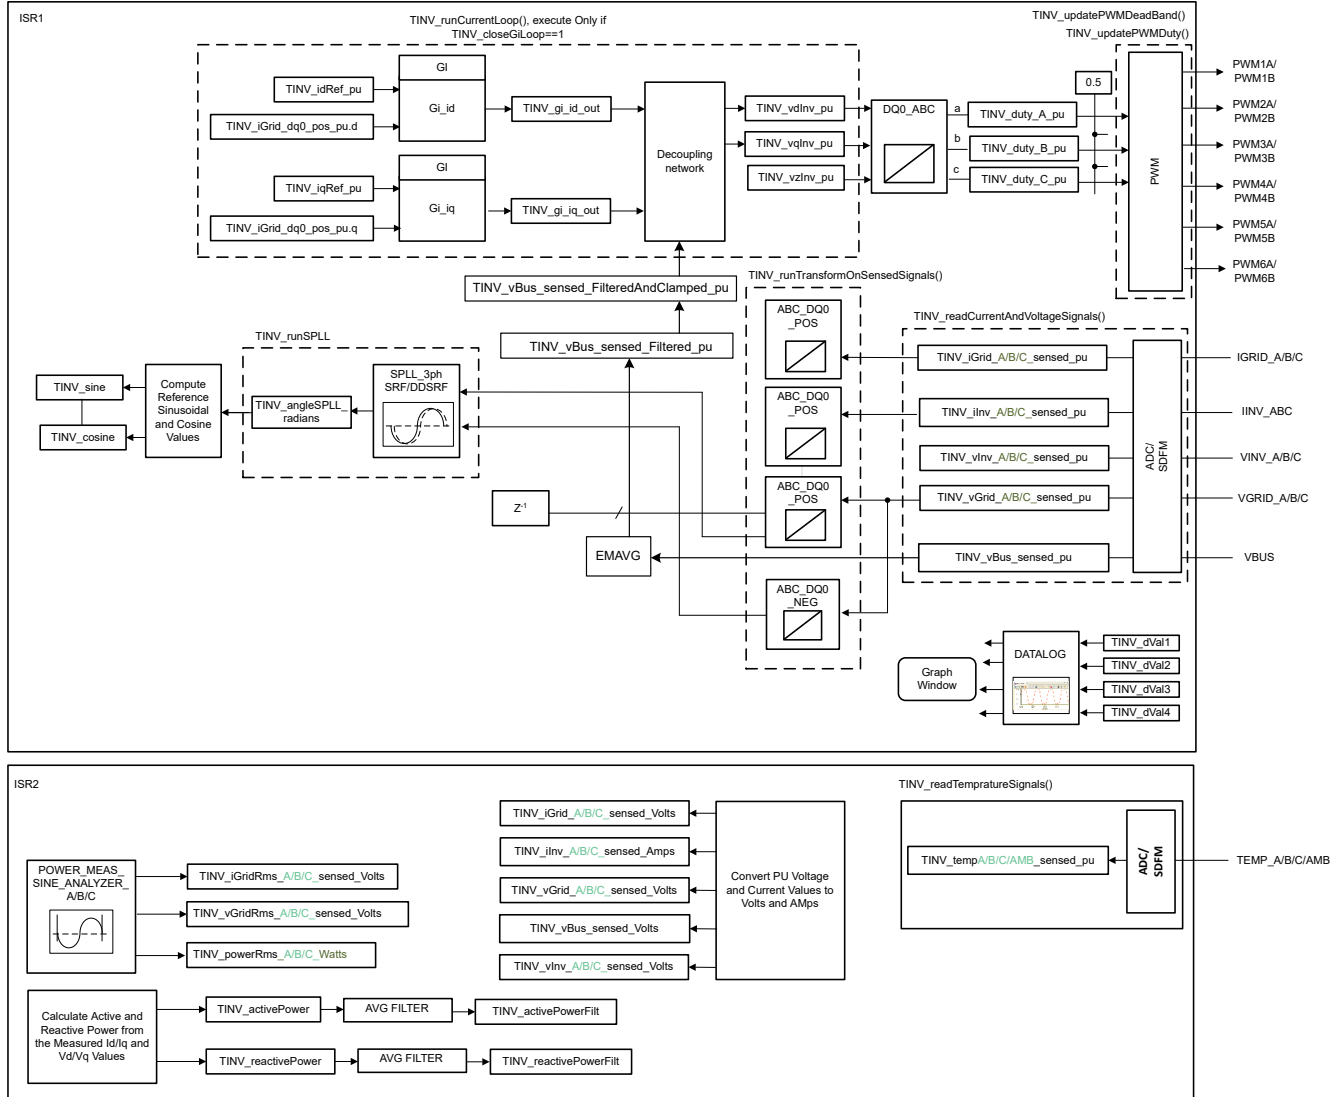 ISR1
TINV_runCurrentLoop(), execute Only if
TINV_closeGiLoop==1
TINV_updatePWMDeadBand()
TINV_updatePWMDuty()
GI
TINV_idRef_pu
Gi_id
TINV_iGrid_dq0_pos_pu.d
TINV_gi_id_out
GI
TINV_iqRef_pu
Gi_iq
TINV_iGrid_dq0_pos_pu.q
TINV_gi_iq_out
Decoupling
network
TINV_vdInv_pu
TINV_vqInv_pu
TINV_vzInv_pu
DQ0_ABC
a
b
c
TINV_duty_A_pu
TINV_duty_B_pu
TINV_duty_C_pu
0.5
PWM
PWM1A/
PWM1B
PWM2A/
PWM2B
PWM3A/
PWM3B
PWM4A/
PWM4B
PWM5A/
PWM5B
PWM6A/
PWM6B
TINV_vBus_sensed_FilteredAndClamped_pu
TINV_vBus_sensed_Filtered_pu
TINV_runTransformOnSensedSignals()
ABC_DQ0
_POS
ABC_DQ0
_POS
ABC_DQ0
_POS
ABC_DQ0
_NEG
TINV_readCurrentAndVoltageSignals()
TINV_iGrid_A/B/C_sensed_pu
TINV_iInv_A/B/C_sensed_pu
TINV_vInv_A/B/C_sensed_pu
TINV_vGrid_A/B/C_sensed_pu
TINV_vBus_sensed_pu
ADC/
SDFM
IGRID_A/B/C
IINV_ABC
VINV_A/B/C
VGRID_A/B/C
VBUS
TINV_runSPLL
SPLL_3ph
SRF/DDSRF
TINV_angleSPLL_
radians
Compute
Reference
Sinusoidal
and Cosine
Values
TINV_sine
TINV_cosine
Z-1
EMAVG
Graph
Window
DATALOG
TINV_dVal1
TINV_dVal2
TINV_dVal3
TINV_dVal4
ISR2
TINV_readTempratureSignals()
TINV_tempA/B/C/AMB_sensed_pu
ADC/
SDFM
TEMP_A/B/C/AMB
POWER_MEAS_
SINE_ANALYZER_
A/B/C
TINV_iGridRms_A/B/C_sensed_Volts
TINV_vGridRms_A/B/C_sensed_Volts
TINV_powerRms_A/B/C_Watts
TINV_iGrid_A/B/C_sensed_Volts
TINV_iInv_A/B/C_sensed_Amps
TINV_vGrid_A/B/C_sensed_Volts
TINV_vBus_sensed_Volts
TINV_vInv_A/B/C_sensed_Volts
Convert PU Voltage
and Current Values to
Volts and AMps
Calculate Active and
Reactive Power from
the Measured Id/Iq and
Vd/Vq Values
TINV_activePower
AVG FILTER
TINV_activePowerFilt
TINV_reactivePower
AVG FILTER
TINV_reactivePowerFilt